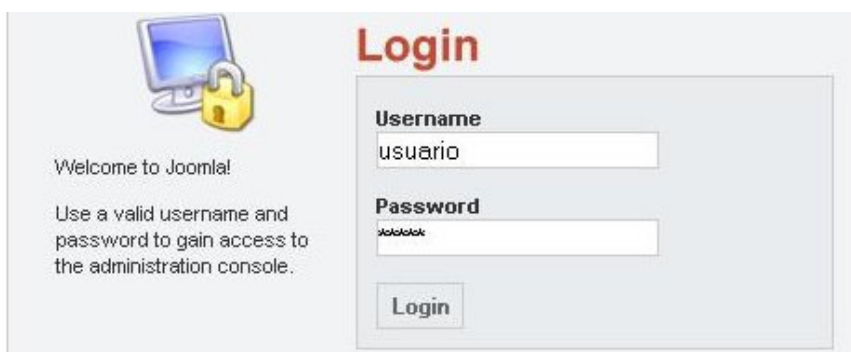 Login
Username
usuario
Welcome to Joomla!
Password
Use a valid username and
password to gain access to
the administration console.
Login